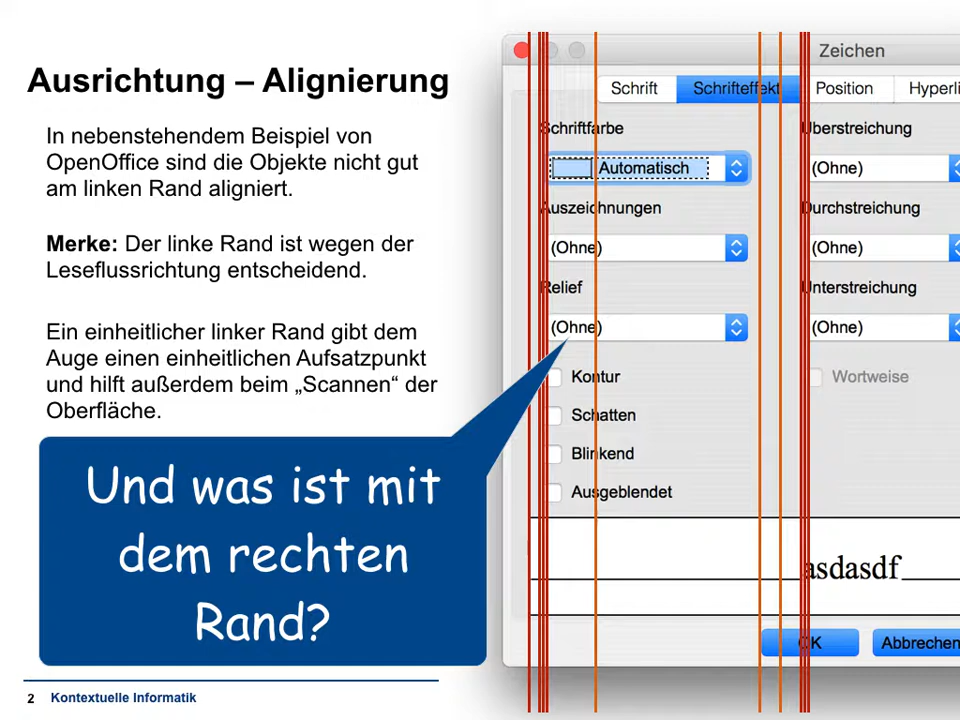 Ausrichtung – Alignierung
In nebenstehendem Beispiel von
OpenOffice sind die Objekte nicht gut
am linken Rand aligniert.
Merke: Der linke Rand ist wegen der
Leseflussrichtung entscheidend.
Ein einheitlicher linker Rand gibt dem
Auge einen einheitlichen Aufsatzpunkt
und hilft außerdem beim „Scannen“ der
Oberfläche.
Und was ist mit
dem rechten
Rand?
2 Kontextuelle Informatik
Zeichen
Schrift Schrifteffekt Position Hyperli
Schriftfarbe Überstreichung
Automatisch (Ohne)
Auszeichnungen Durchstreichung
(Ohne) (Ohne)
Relief Unterstreichung
(Ohne) (Ohne)
Kontur Wortweise
Schatten
Blinkend
Ausgeblendet
asdasdf
OK Abbrechen